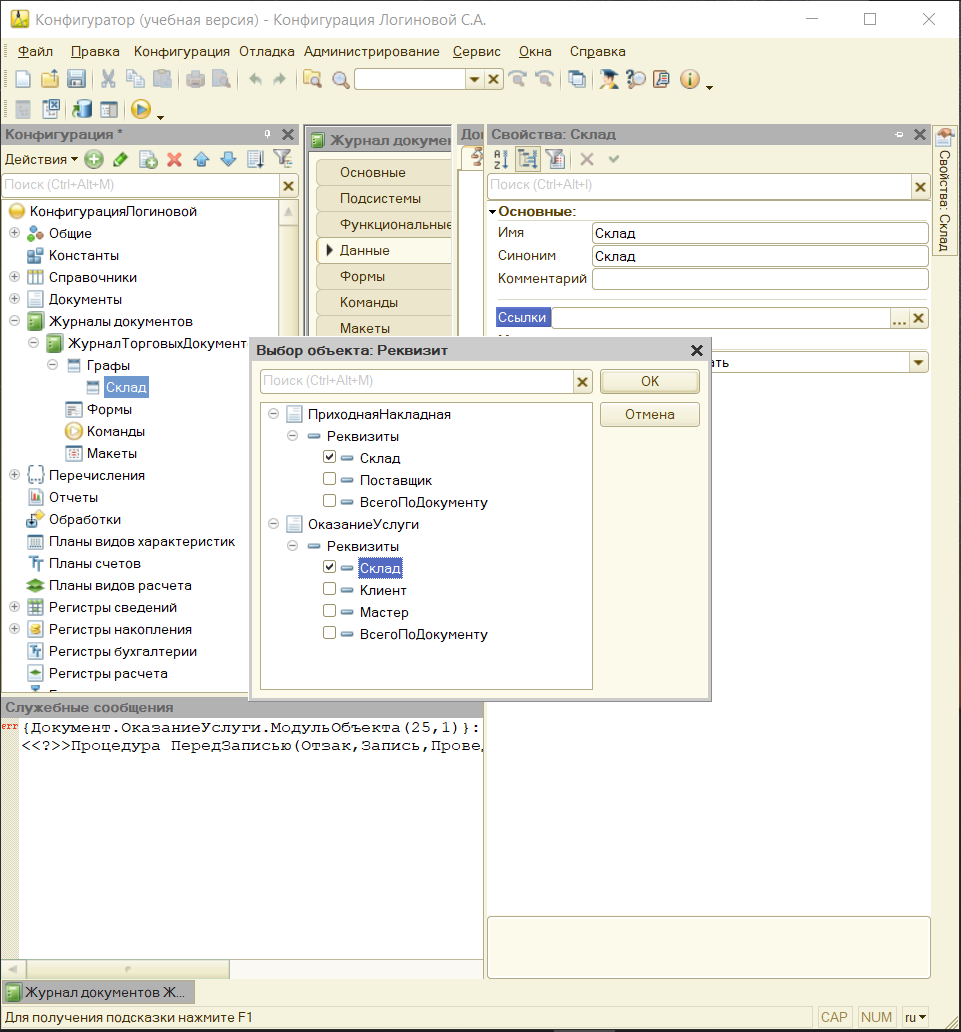 Конфигуратор (учебная версия) - Конфигурация Логиновой С.А.
Файл Правка Конфигурация Отладка Администрирование Сервис Окна Справка
Конфигурация *
Действия
Поиск (Ctrl+Alt+M)
КонфигурацияЛогиновой
Общие
Константы
Справочники
Документы
Журналы документов
ЖурналТорговыхДокумент
Графы
Склад
Формы
Команды
Макеты
Перечисления
Отчеты
Обработки
Планы видов характеристик
Планы счетов
Планы видов расчета
Регистры сведений
Регистры накопления
Регистры бухгалтерии
Регистры расчета
Журнал докумен
Основные
Подсистемы
Функциональные
Данные
Формы
Команды
Макеты
До
Свойства: Склад
Поиск (Ctrl+Alt+I)
Основные:
Имя Склад
Синоним Склад
Комментарий
Ссылки ...
ать
Свойства: Склад
Выбор объекта: Реквизит
Поиск (Ctrl+Alt+M)
OK
Отмена
ПриходнаяНакладная
Реквизиты
Склад
Поставщик
ВсегоПоДокументу
ОказаниеУслуги
Реквизиты
Склад
Клиент
Мастер
ВсегоПоДокументу
Служебные сообщения
err {Документ.ОказаниеУслуги.МодульОбъекта(25,1)}:
<<?>>Процедура ПередЗаписью(Отзак,Запись,Прове
Журнал документов Ж...
Для получения подсказки нажмите F1
CAP NUM ru